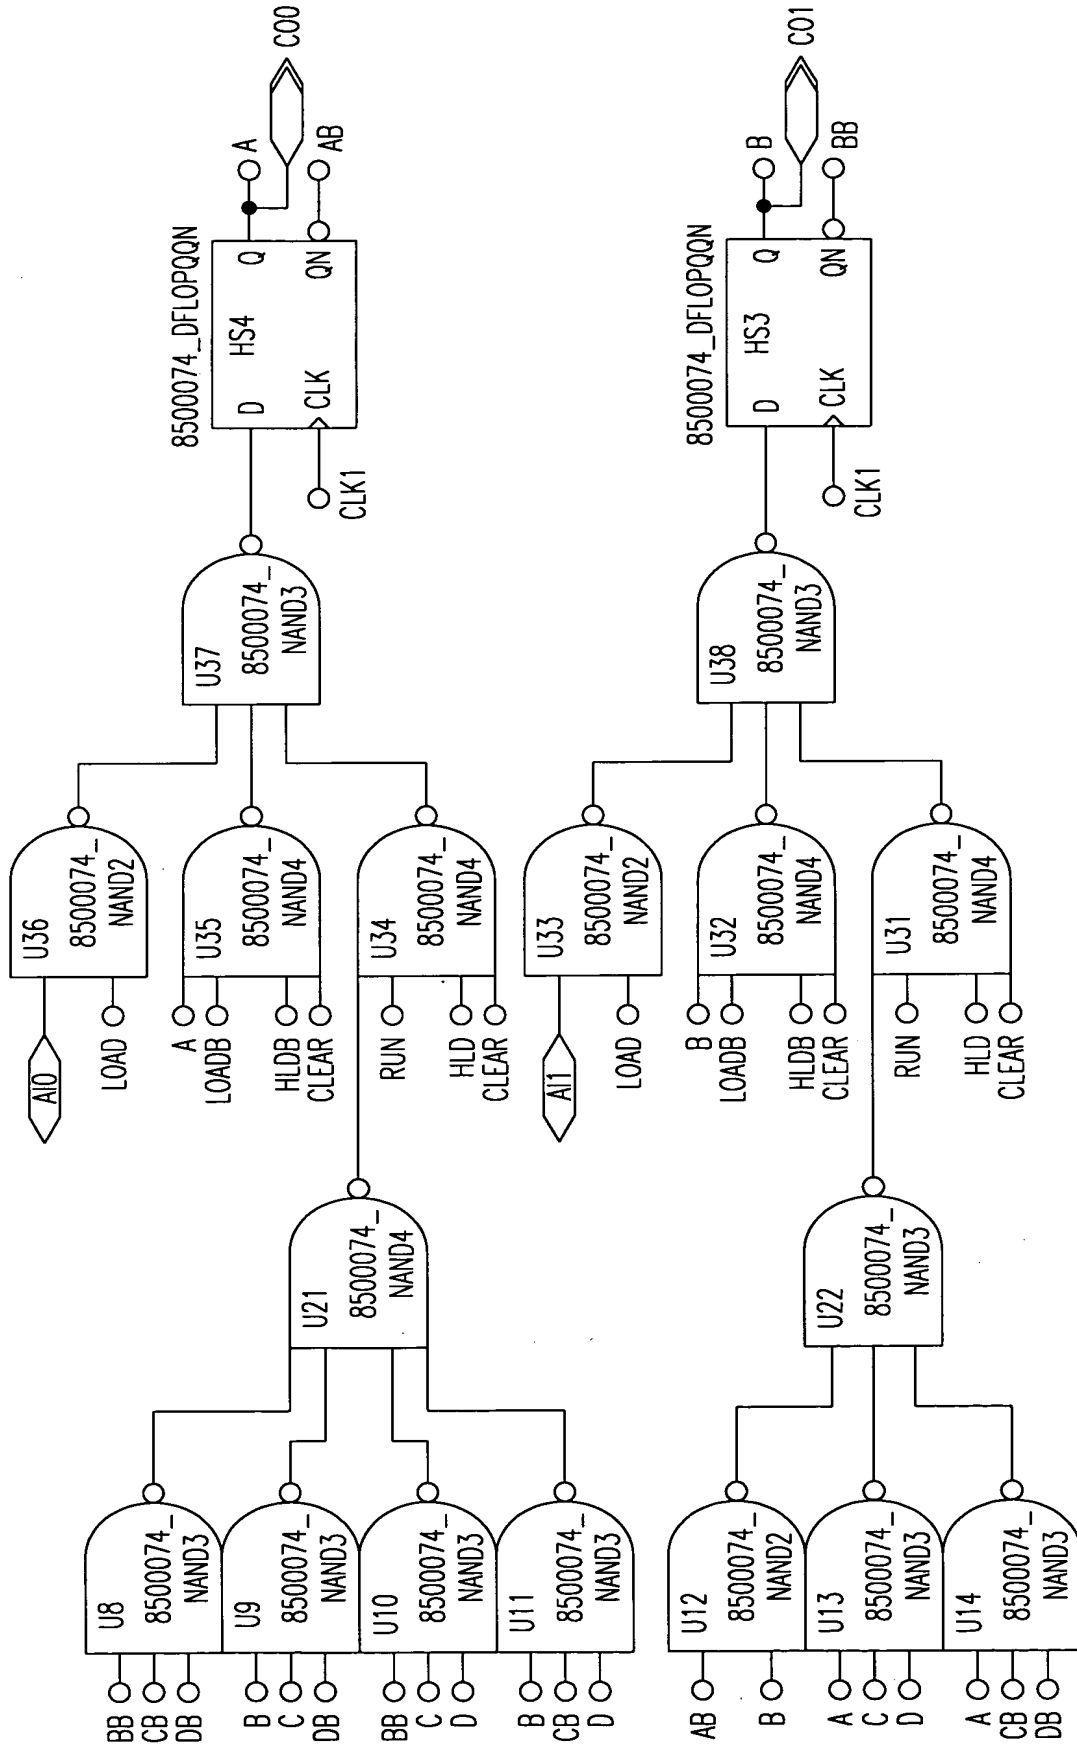 BB
CB
DB
U8
8500074_
NAND3
B
C
DB
U9
8500074_
NAND3
BB
C
D
U10
8500074_
NAND3
B
CB
D
U11
8500074_
NAND3
U21
8500074_
NAND4
AI0
LOAD
U36
8500074_
NAND2
A
LOADB
HLDB
CLEAR
U35
8500074_
NAND4
RUN
HLD
CLEAR
U34
8500074_
NAND4
U37
8500074_
NAND3
8500074_DFLOPQQN
D
Q
HS4
CLK
QN
CLK1
A
AB
CO0
AB
B
U12
8500074_
NAND2
A
C
D
U13
8500074_
NAND3
A
CB
DB
U14
8500074_
NAND3
U22
8500074_
NAND3
AI1
LOAD
U33
8500074_
NAND2
B
LOADB
HLDB
CLEAR
U32
8500074_
NAND4
RUN
HLD
CLEAR
U31
8500074_
NAND4
U38
8500074_
NAND3
8500074_DFLOPQQN
D
Q
HS3
CLK
QN
CLK1
B
BB
CO1